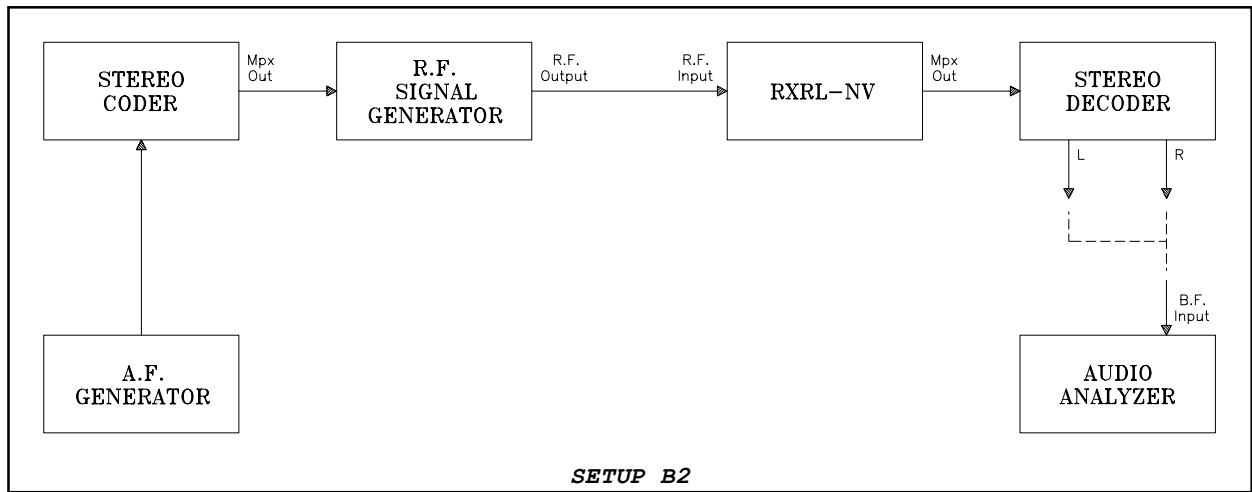 STEREO
CODER
Mpx
Out
R.F.
SIGNAL
GENERATOR
R.F.
Output
R.F.
Input
RXRL-NV
Mpx
Out
STEREO
DECODER
L
R
B.F.
Input
A.F.
GENERATOR
AUDIO
ANALYZER
SETUP B2